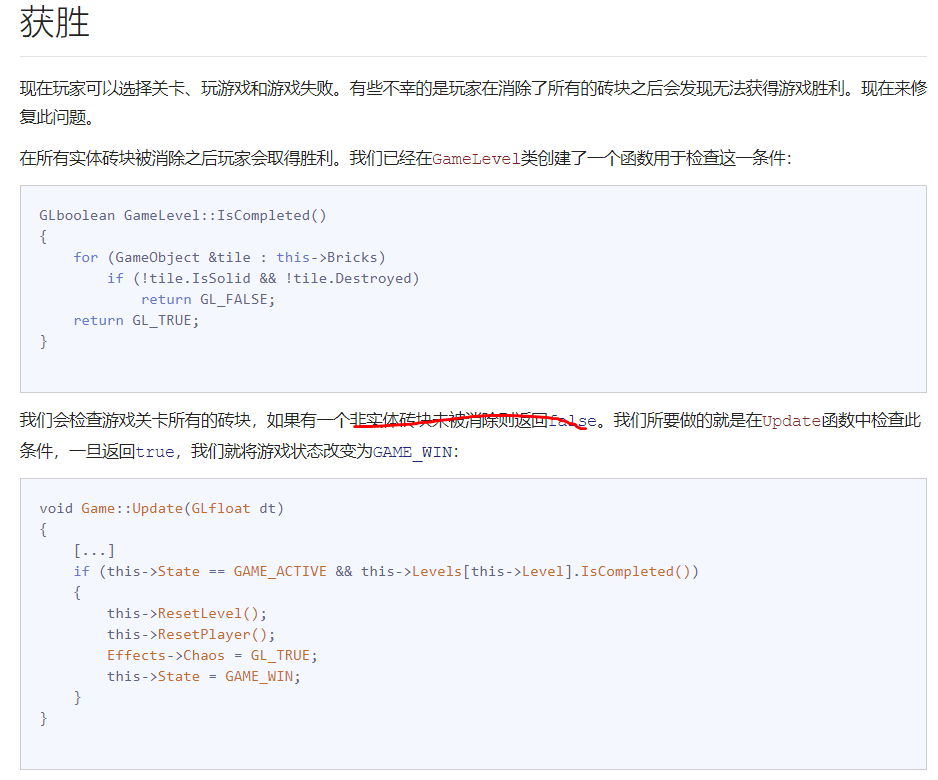 获胜
现在玩家可以选择关卡、玩游戏和游戏失败。有些不幸的是玩家在消除了所有的砖块之后会发现无法获得游戏胜利。现在来修
复此问题。
在所有实体砖块被消除之后玩家会取得胜利。我们已经在GameLevel类创建了一个函数用于检查这一条件：
GLboolean GameLevel::IsCompleted()
{
    for (GameObject &tile : this->Bricks)
        if (!tile.IsSolid && !tile.Destroyed)
            return GL_FALSE;
    return GL_TRUE;
}
我们会检查游戏关卡所有的砖块，如果有一个非实体砖块未被消除则返回false。我们所要做的就是在Update函数中检查此
条件，一旦返回true，我们就将游戏状态改变为GAME_WIN：
void Game::Update(GLfloat dt)
{
    [...]
    if (this->State == GAME_ACTIVE && this->Levels[this->Level].IsCompleted())
    {
        this->ResetLevel();
        this->ResetPlayer();
        Effects->Chaos = GL_TRUE;
        this->State = GAME_WIN;
    }
}